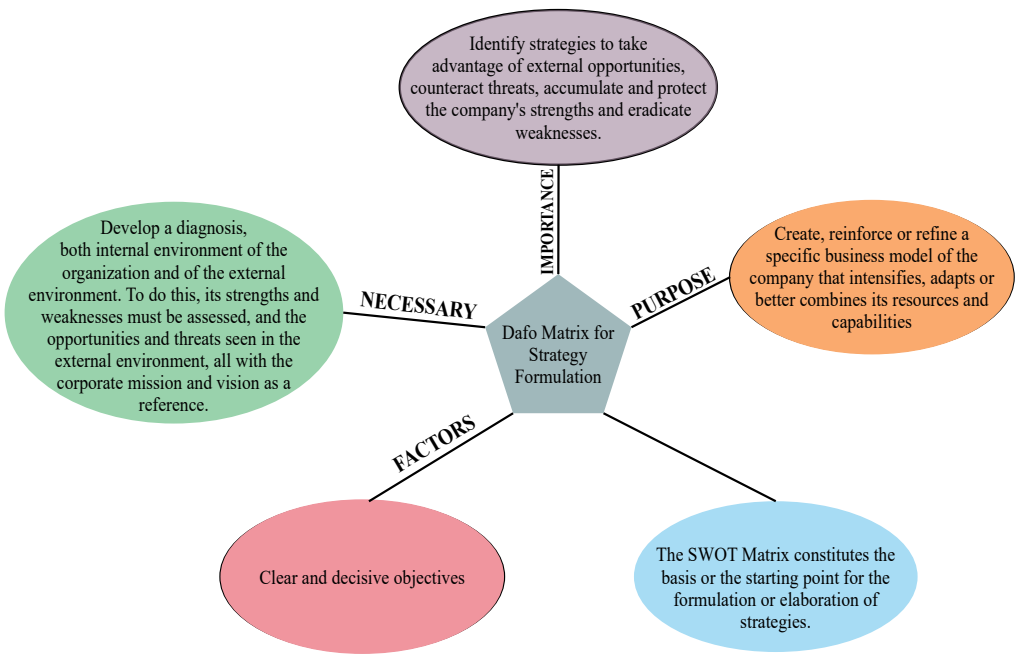 Identify strategies to take
advantage of external opportunities,
counteract threats, accumulate and protect
the company's strengths and eradicate
weaknesses.
IMPORTANCE
Develop a diagnosis,
both internal environment of the
organization and of the external
environment. To do this, its strengths and
weaknesses must be assessed, and the
opportunities and threats seen in the
external environment, all with the
corporate mission and vision as a
reference.
NECESSARY
Dafo Matrix for
Strategy
Formulation
PURPOSE
Create, reinforce or refine a
specific business model of the
company that intensifies, adapts or
better combines its resources and
capabilities
FACTORS
Clear and decisive objectives
The SWOT Matrix constitutes the
basis or the starting point for the
formulation or elaboration of
strategies.